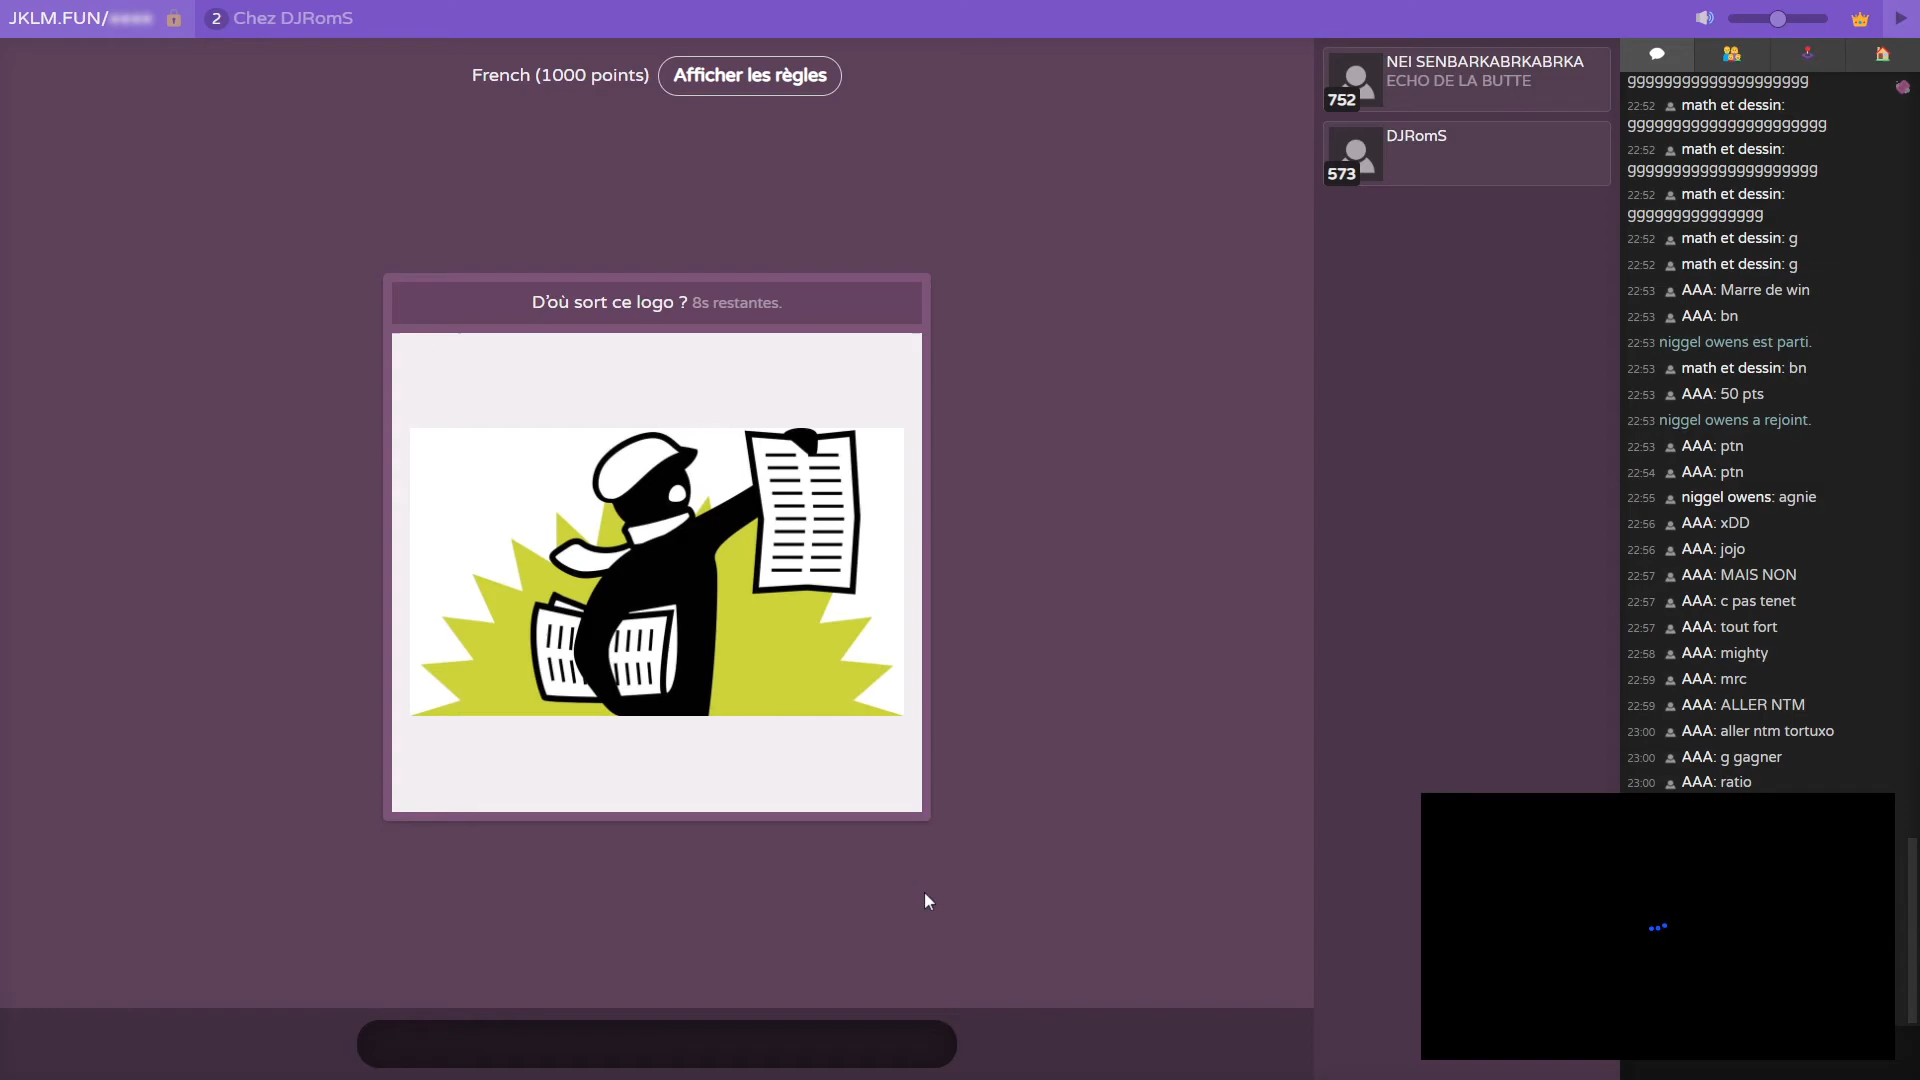 JKLM.FUN/
2 Chez DJRomS
French (1000 points) Afficher les règles
D'où sort ce logo ? 8s restantes.
NEI SENBARKABRKABRKA
ECHO DE LA BUTTE
752
DJRomS
573
gggggggggggggggggggg
22:52 math et dessin:
gggggggggggggggggggggg
22:52 math et dessin:
ggggggggggggggggggggg
22:52 math et dessin:
ggggggggggggggg
22:52 math et dessin: g
22:52 math et dessin: g
22:53 AAA: Marre de win
22:53 AAA: bn
22:53 niggel owens est parti.
22:53 math et dessin: bn
22:53 AAA: 50 pts
22:53 niggel owens a rejoint.
22:53 AAA: ptn
22:54 AAA: ptn
22:55 niggel owens: agnie
22:56 AAA: xDD
22:56 AAA: jojo
22:57 AAA: MAIS NON
22:57 AAA: c pas tenet
22:57 AAA: tout fort
22:58 AAA: mighty
22:59 AAA: mrc
22:59 AAA: ALLER NTM
23:00 AAA: aller ntm tortuxo
23:00 AAA: g gagner
23:00 AAA: ratio